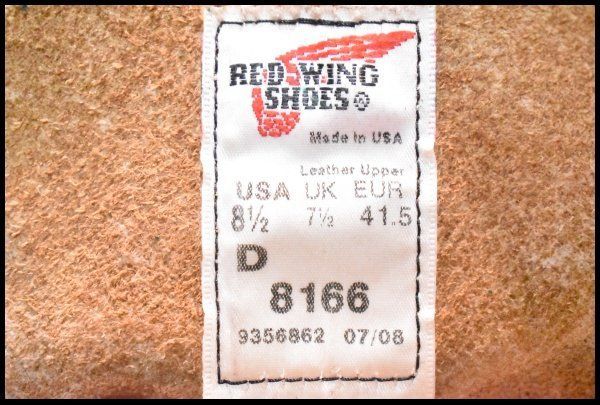 RED WING
SHOES®
Made in USA
Leather Upper
USA UK EUR
8½ 7½ 41.5
D
8166
9356862 07/08